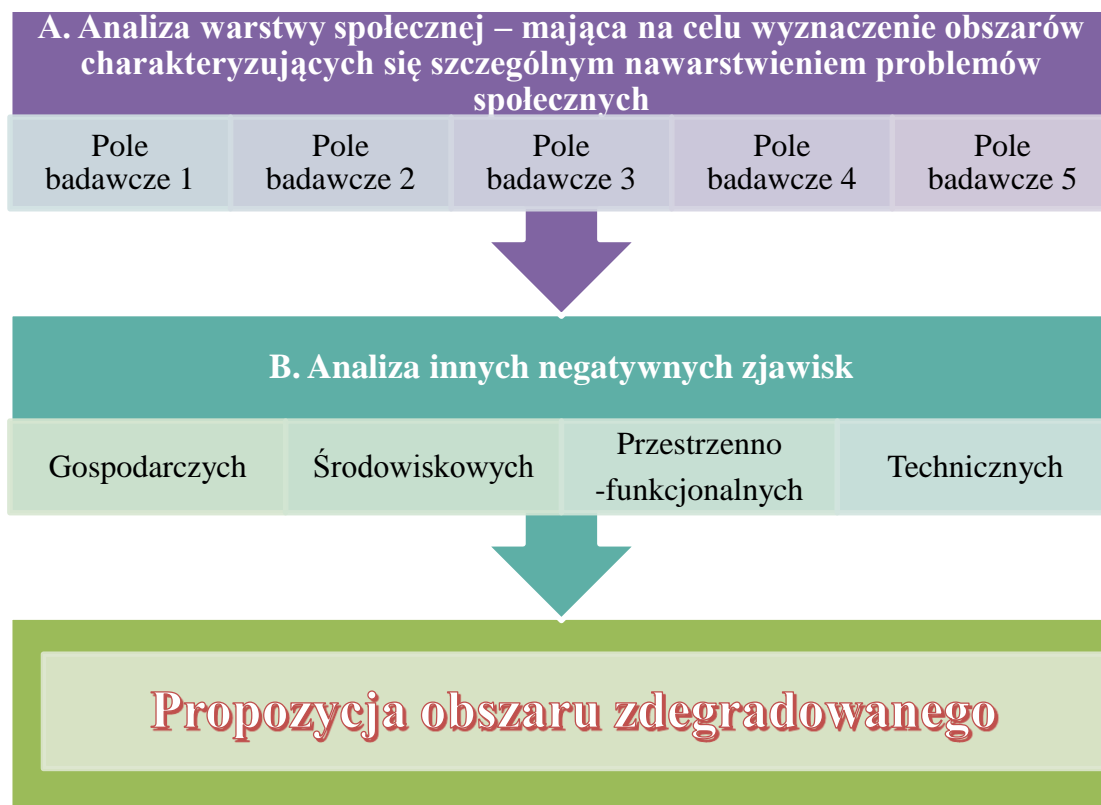 A. Analiza warstwy społecznej – mająca na celu wyznaczenie obszarów
charakteryzujących się szczególnym nawarstwieniem problemów
społecznych
Pole
badawcze 1
Pole
badawcze 2
Pole
badawcze 3
Pole
badawcze 4
Pole
badawcze 5
B. Analiza innych negatywnych zjawisk
Gospodarczych
Środowiskowych
Przestrzenno
-funkcjonalnych
Technicznych
Propozycja obszaru zdegradowanego